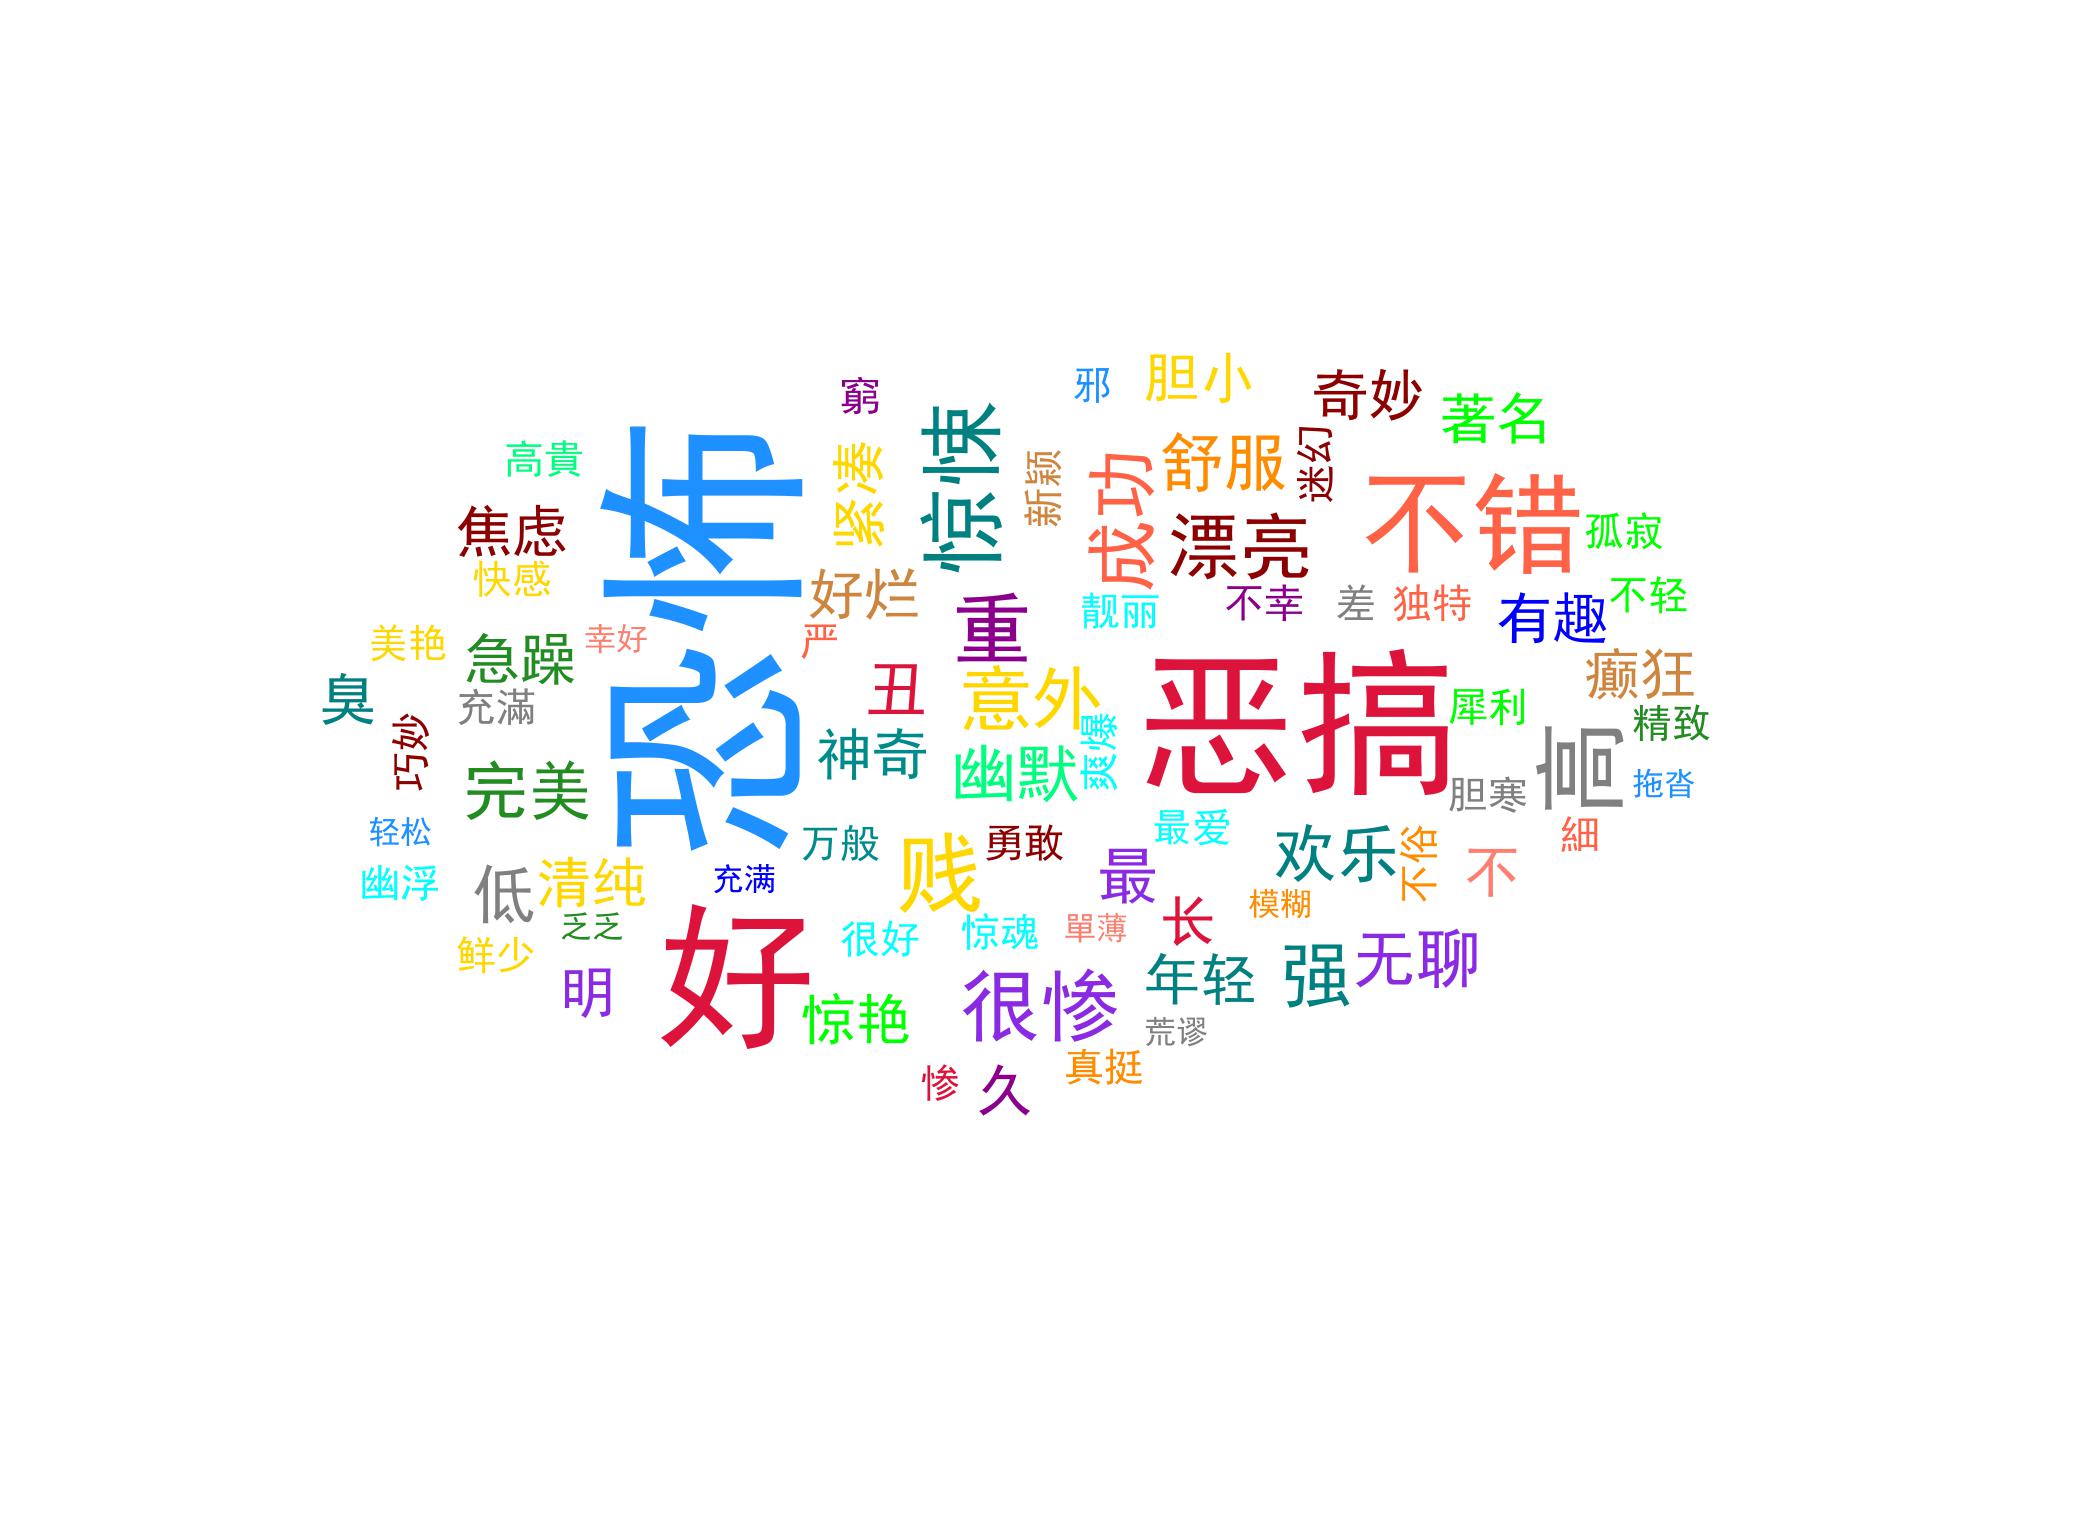 邪
胆小
奇妙
窮
著名
高貴
惊悚
舒服
迷幻
紧凑
新颖
成功
不错
恐怖
焦虑
漂亮
孤寂
快感
好烂
重
靓丽
不幸
差
独特
有趣
不轻
美艳
急躁
幸好
严
丑
意外
恶搞
癫狂
臭
充滿
犀利
精致
巧妙
神奇
幽默
爽爆
高
完美
胆寒
拖沓
轻松
万般
勇敢
最爱
欢乐
不俗
細
幽浮
低
清纯
充满
贱
最
不
模糊
乏乏
好
很好
惊魂
單薄
长
鲜少
明
惊艳
很惨
年轻
强
无聊
荒谬
惨
久
真挺